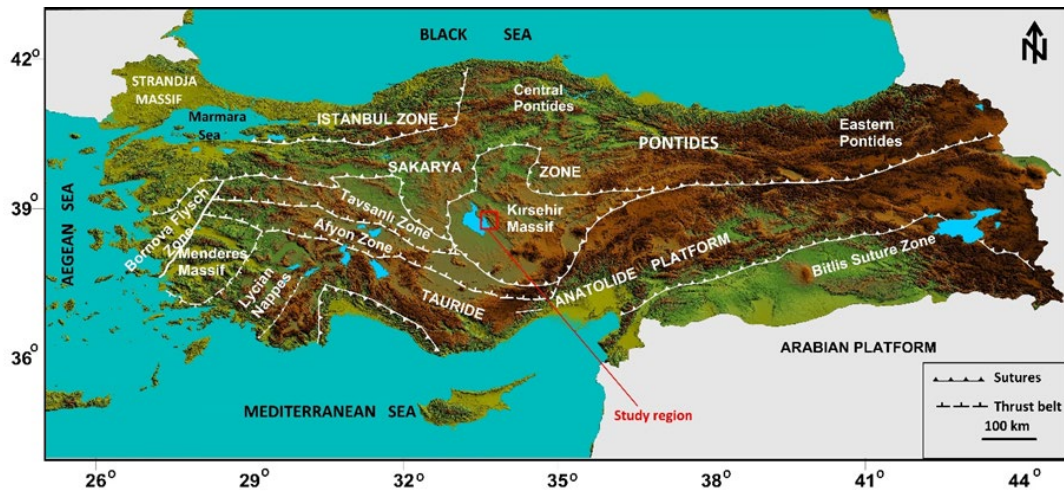 BLACK SEA
N
42°
STRANDJA
MASSIF
Central
Pontides
Marmara
Sea
ISTANBUL ZONE
PONTIDES
Eastern
Pontides
SAKARYA
ZONE
39°
AEGEAN SEA
Bornova Flysch
Zone
Tavsanlı Zone
Kırsehir
Massif
Afyon Zone
Menderes
Massif
Lycian
Nappes
TAURIDE
ANATOLIDE PLATFORM
Bitlis Suture Zone
36°
ARABIAN PLATFORM
MEDITERRANEAN SEA
Study region
Sutures
Thrust belt
100 km
26° 29° 32° 35° 38° 41° 44°